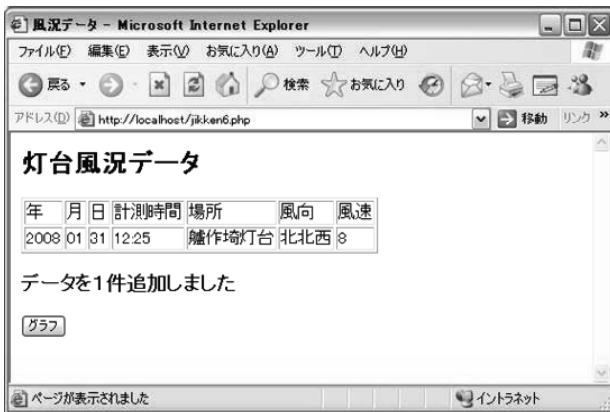 風況データ - Microsoft Internet Explorer
ファイル(F) 編集(E) 表示(V) お気に入り(A) ツール(T) ヘルプ(H)
戻る 検索 お気に入り
アドレス(D) http://localhost/jikken6.php 移動 リンク »
灯台風況データ
年 月 日 計測時間 場所 風向 風速
2008 01 31 12:25 艫作埼灯台 北北西 8
データを1件追加しました
グラフ
ページが表示されました イントラネット